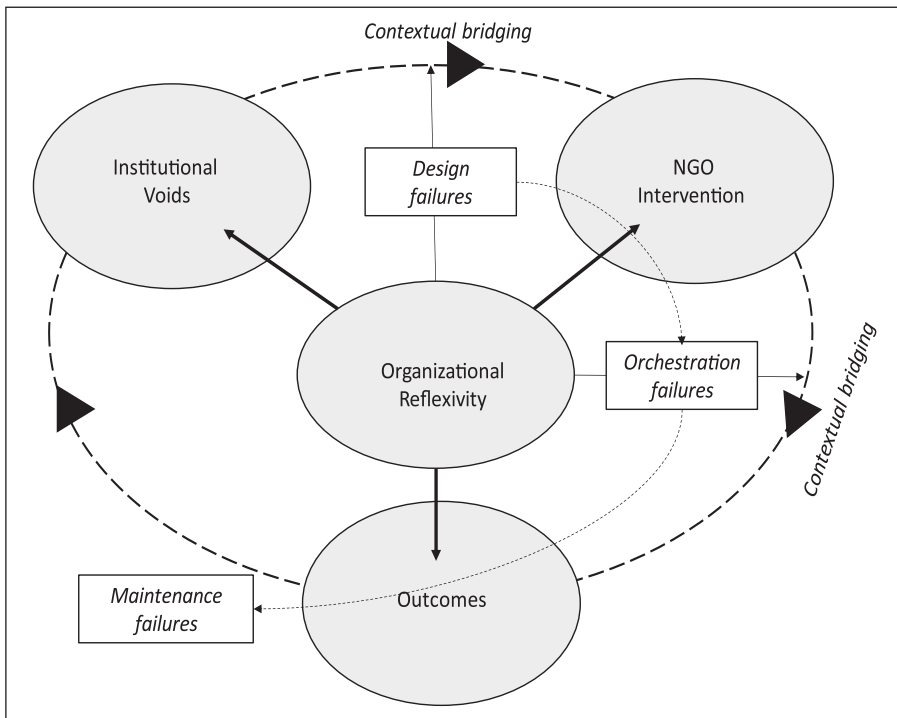 Contextual bridging
Institutional
Voids
Design
failures
NGO
Intervention
Organizational
Reflexivity
Orchestration
failures
Contextual bridging
Maintenance
failures
Outcomes